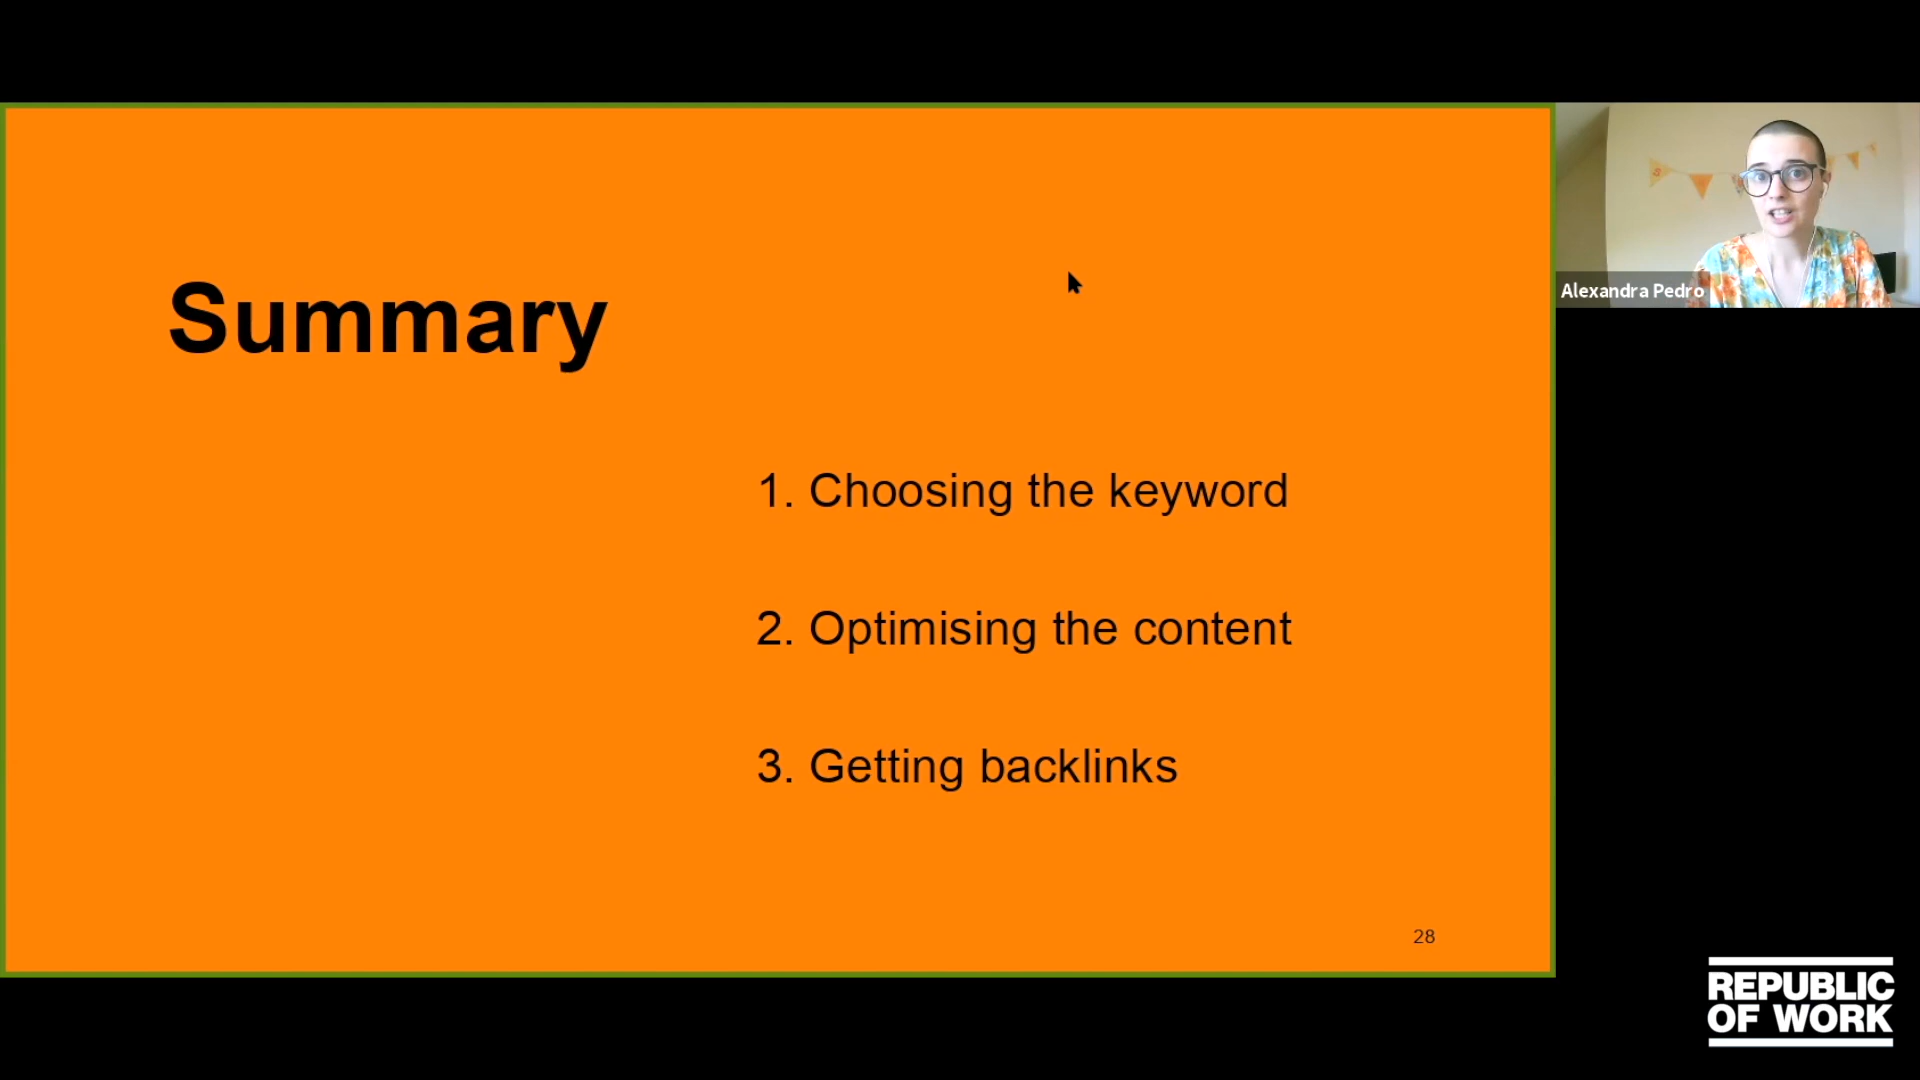 Summary
1. Choosing the keyword
2. Optimising the content
3. Getting backlinks
28
Alexandra Pedro
REPUBLIC
OF WORK